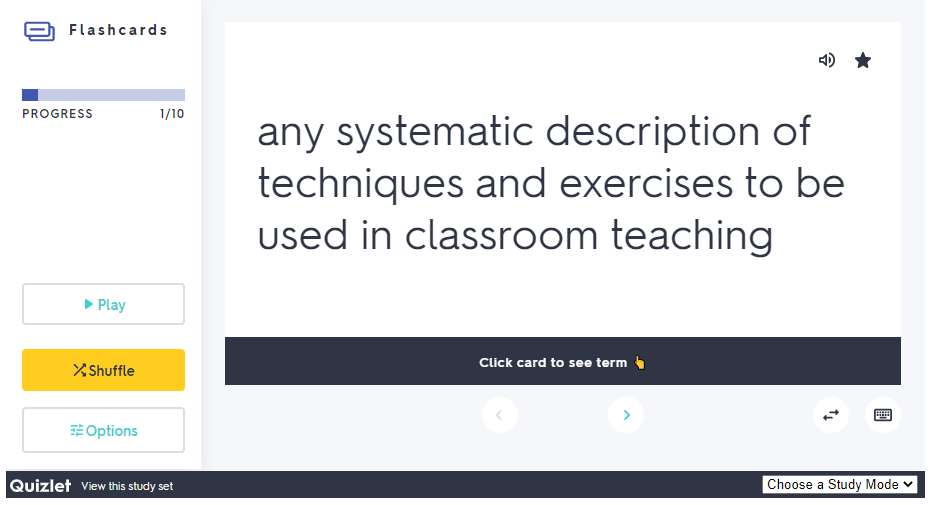 Flashcards
PROGRESS 1/10
any systematic description of
techniques and exercises to be
used in classroom teaching
Play
Shuffle
Options
Click card to see term
Quizlet View this study set
Choose a Study Mode